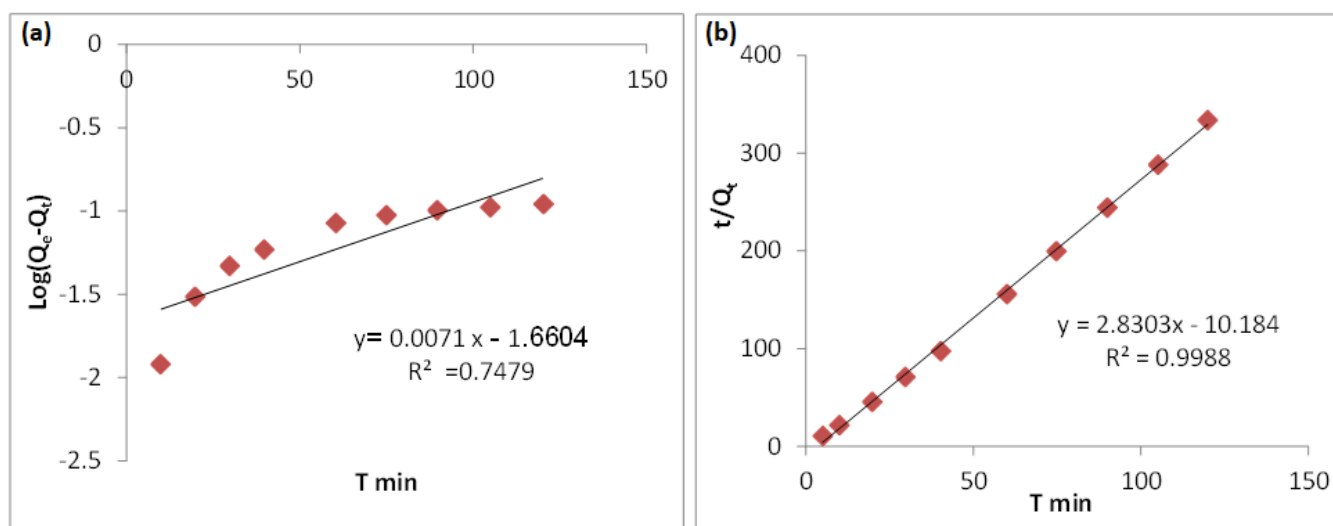 (a)
0
0
50
100
150
-0.5
-1
-1.5
-2
-2.5
Log(Qₑ-Qₜ)
y= 0.0071 x - 1.6604
R² =0.7479
T min
(b)
400
300
200
100
0
t/Qₜ
y = 2.8303x - 10.184
R² = 0.9988
0
50
100
150
T min